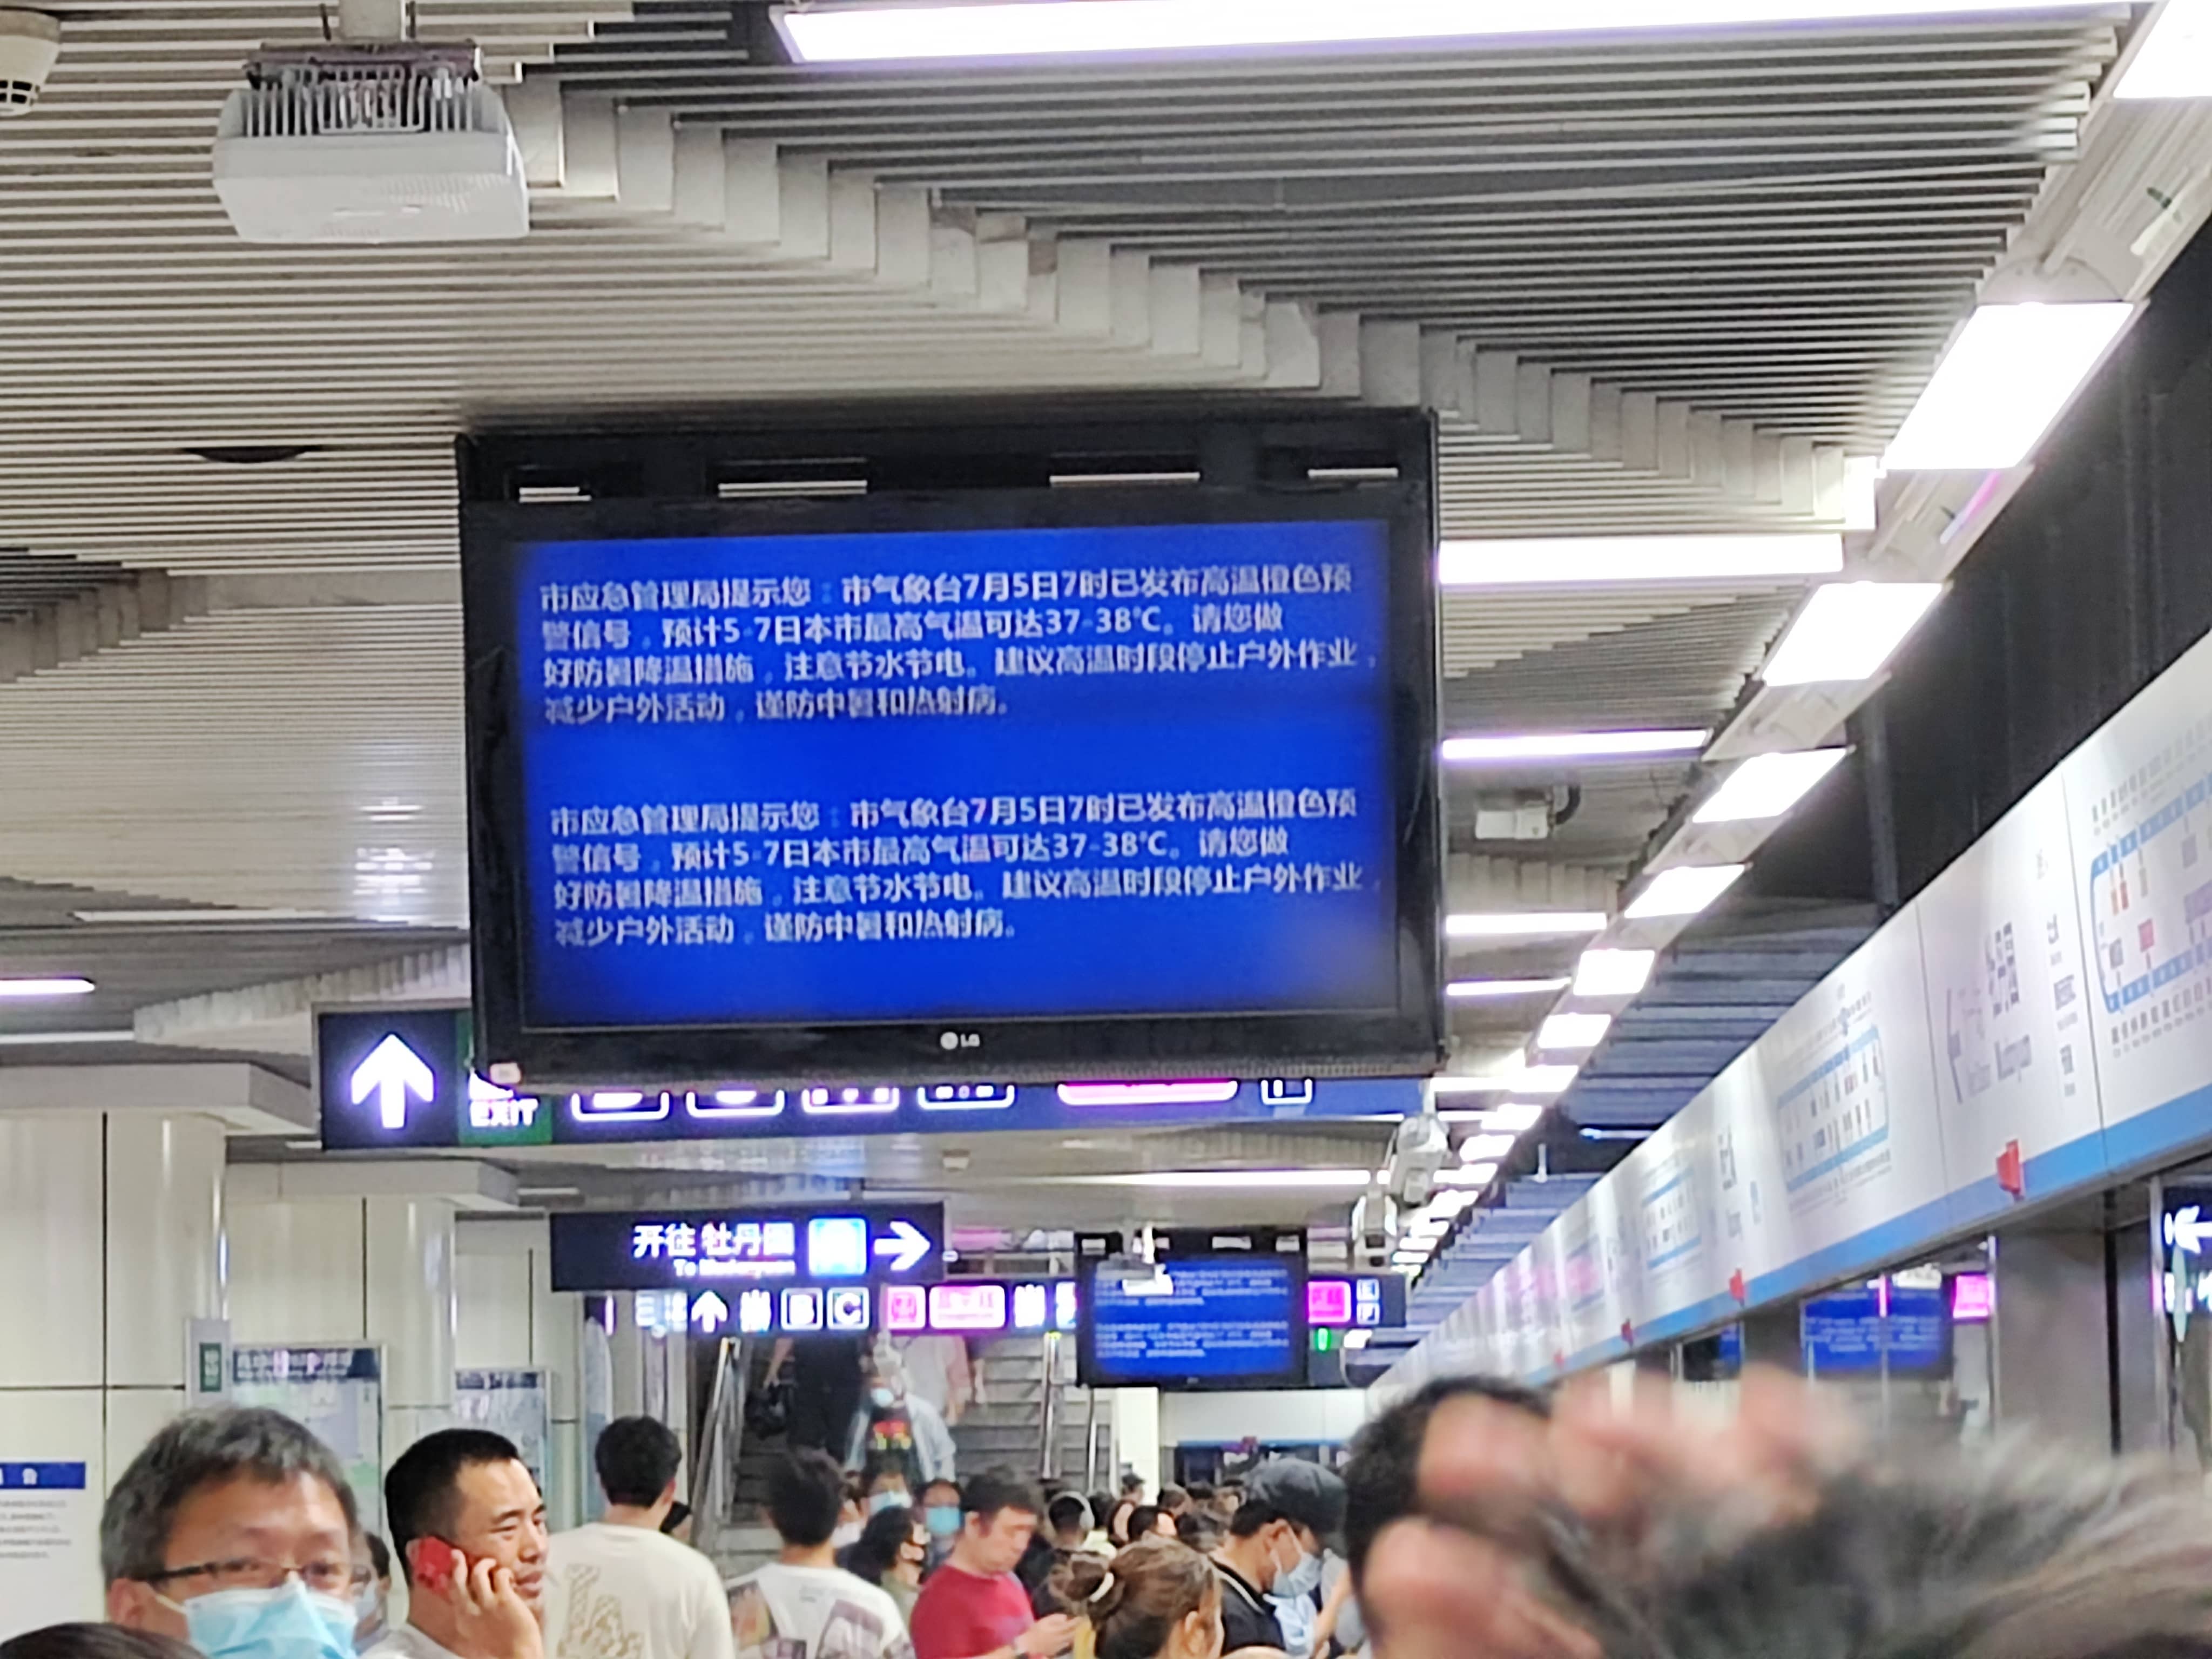 市应急管理局提示您：市气象台7月5日7时已发布高温橙色预
警信号，预计5-7日本市最高气温可达37-38℃。请您做
好防暑降温措施，注意节水节电。建议高温时段停止户外作业，
减少户外活动，谨防中暑和热射病。
市应急管理局提示您：市气象台7月5日7时已发布高温橙色预
警信号，预计5-7日本市最高气温可达37-38℃。请您做
好防暑降温措施，注意节水节电。建议高温时段停止户外作业，
减少户外活动，谨防中暑和热射病。
LG
EXIT
开往 牡丹园
B C